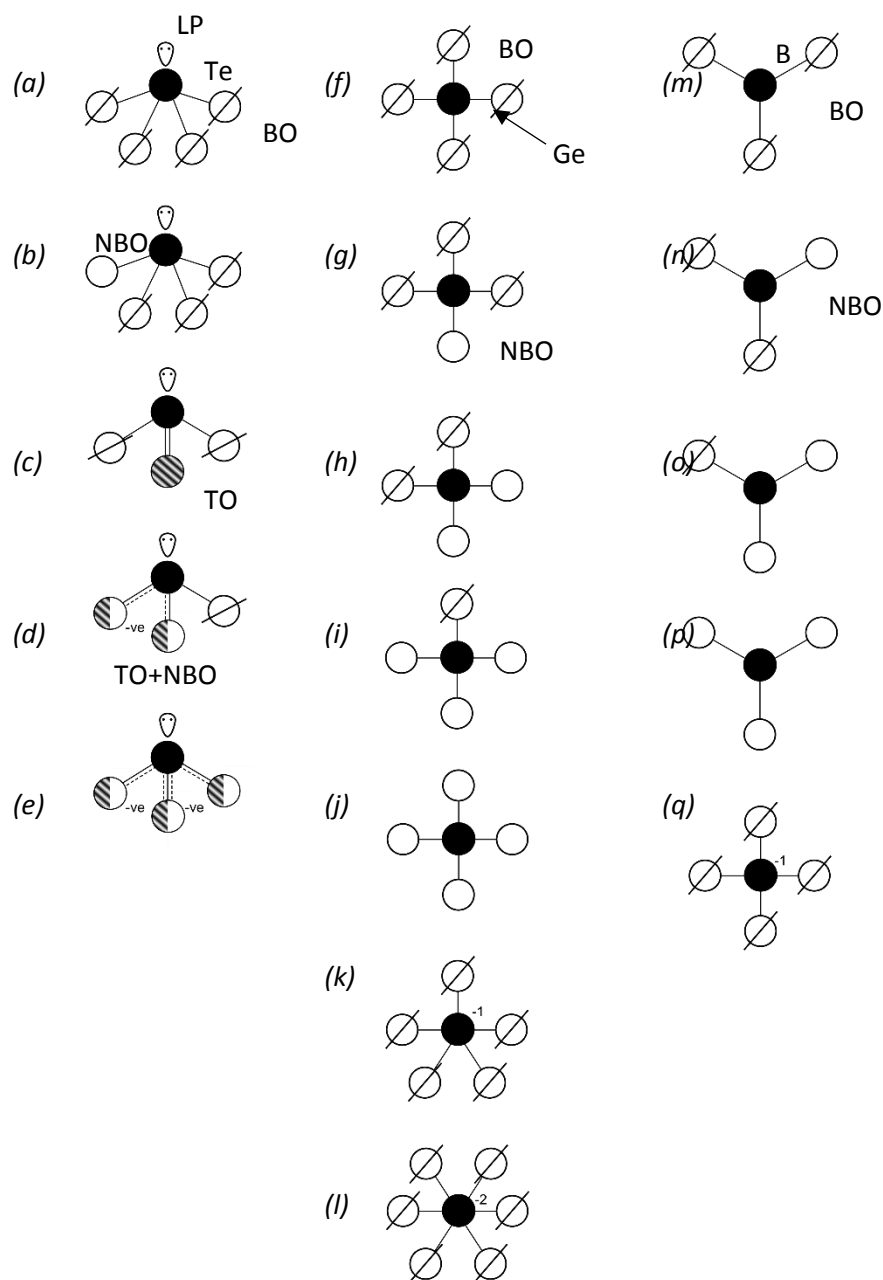 LP
(a)
Te
BO
(b)
NBO
(c)
TO
(d)
-ve
TO+NBO
(e)
-ve
-ve
(f)
BO
Ge
(g)
NBO
(h)
(i)
(j)
(k)
-1
(l)
-2
(m)
B
BO
(n)
NBO
(o)
(p)
(q)
-1